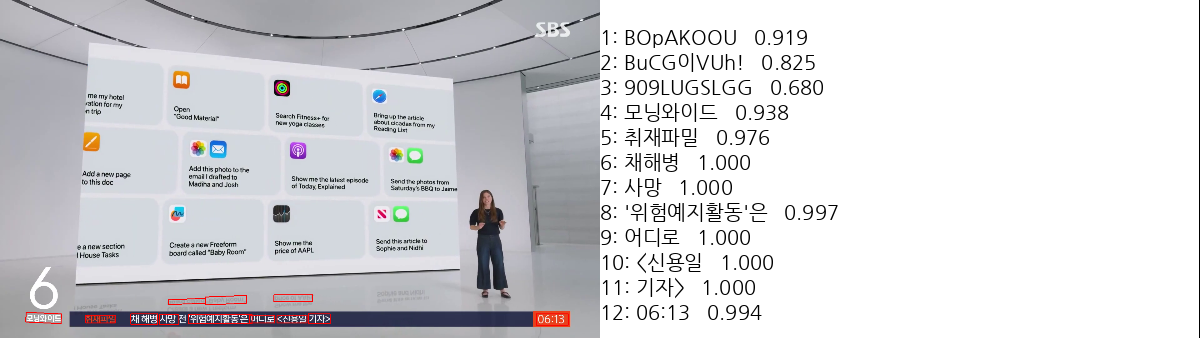 SBS
me my hotel
vation for my
n trip
Open
"Good Material"
Search Fitness+ for
new yoga classes
Bring up the article
about cicadas from my
Reading List
Add a new page
to this doc
Add this photo to the
email I drafted to
Madina and Josh
Show me the latest episode
of Today, Explained
Send the photos from
Saturday's BBQ to Jaime
e a new section
l House Tasks
Create a new Freeform
board called "Baby Room"
Show me the
price of AAPL
Send this article to
Sophie and Nidhi
6
모닝와이드
취재파일 채 해병 사망 전 '위험예지활동'은 어디로 <신용일 기자> 06:13
1: BOpAKOOU 0.919
2: BuCG이VUh! 0.825
3: 909LUGSLGG 0.680
4: 모닝와이드 0.938
5: 취재파밀 0.976
6: 채해병 1.000
7: 사망 1.000
8: '위험예지활동'은 0.997
9: 어디로 1.000
10: <신용일 1.000
11: 기자> 1.000
12: 06:13 0.994